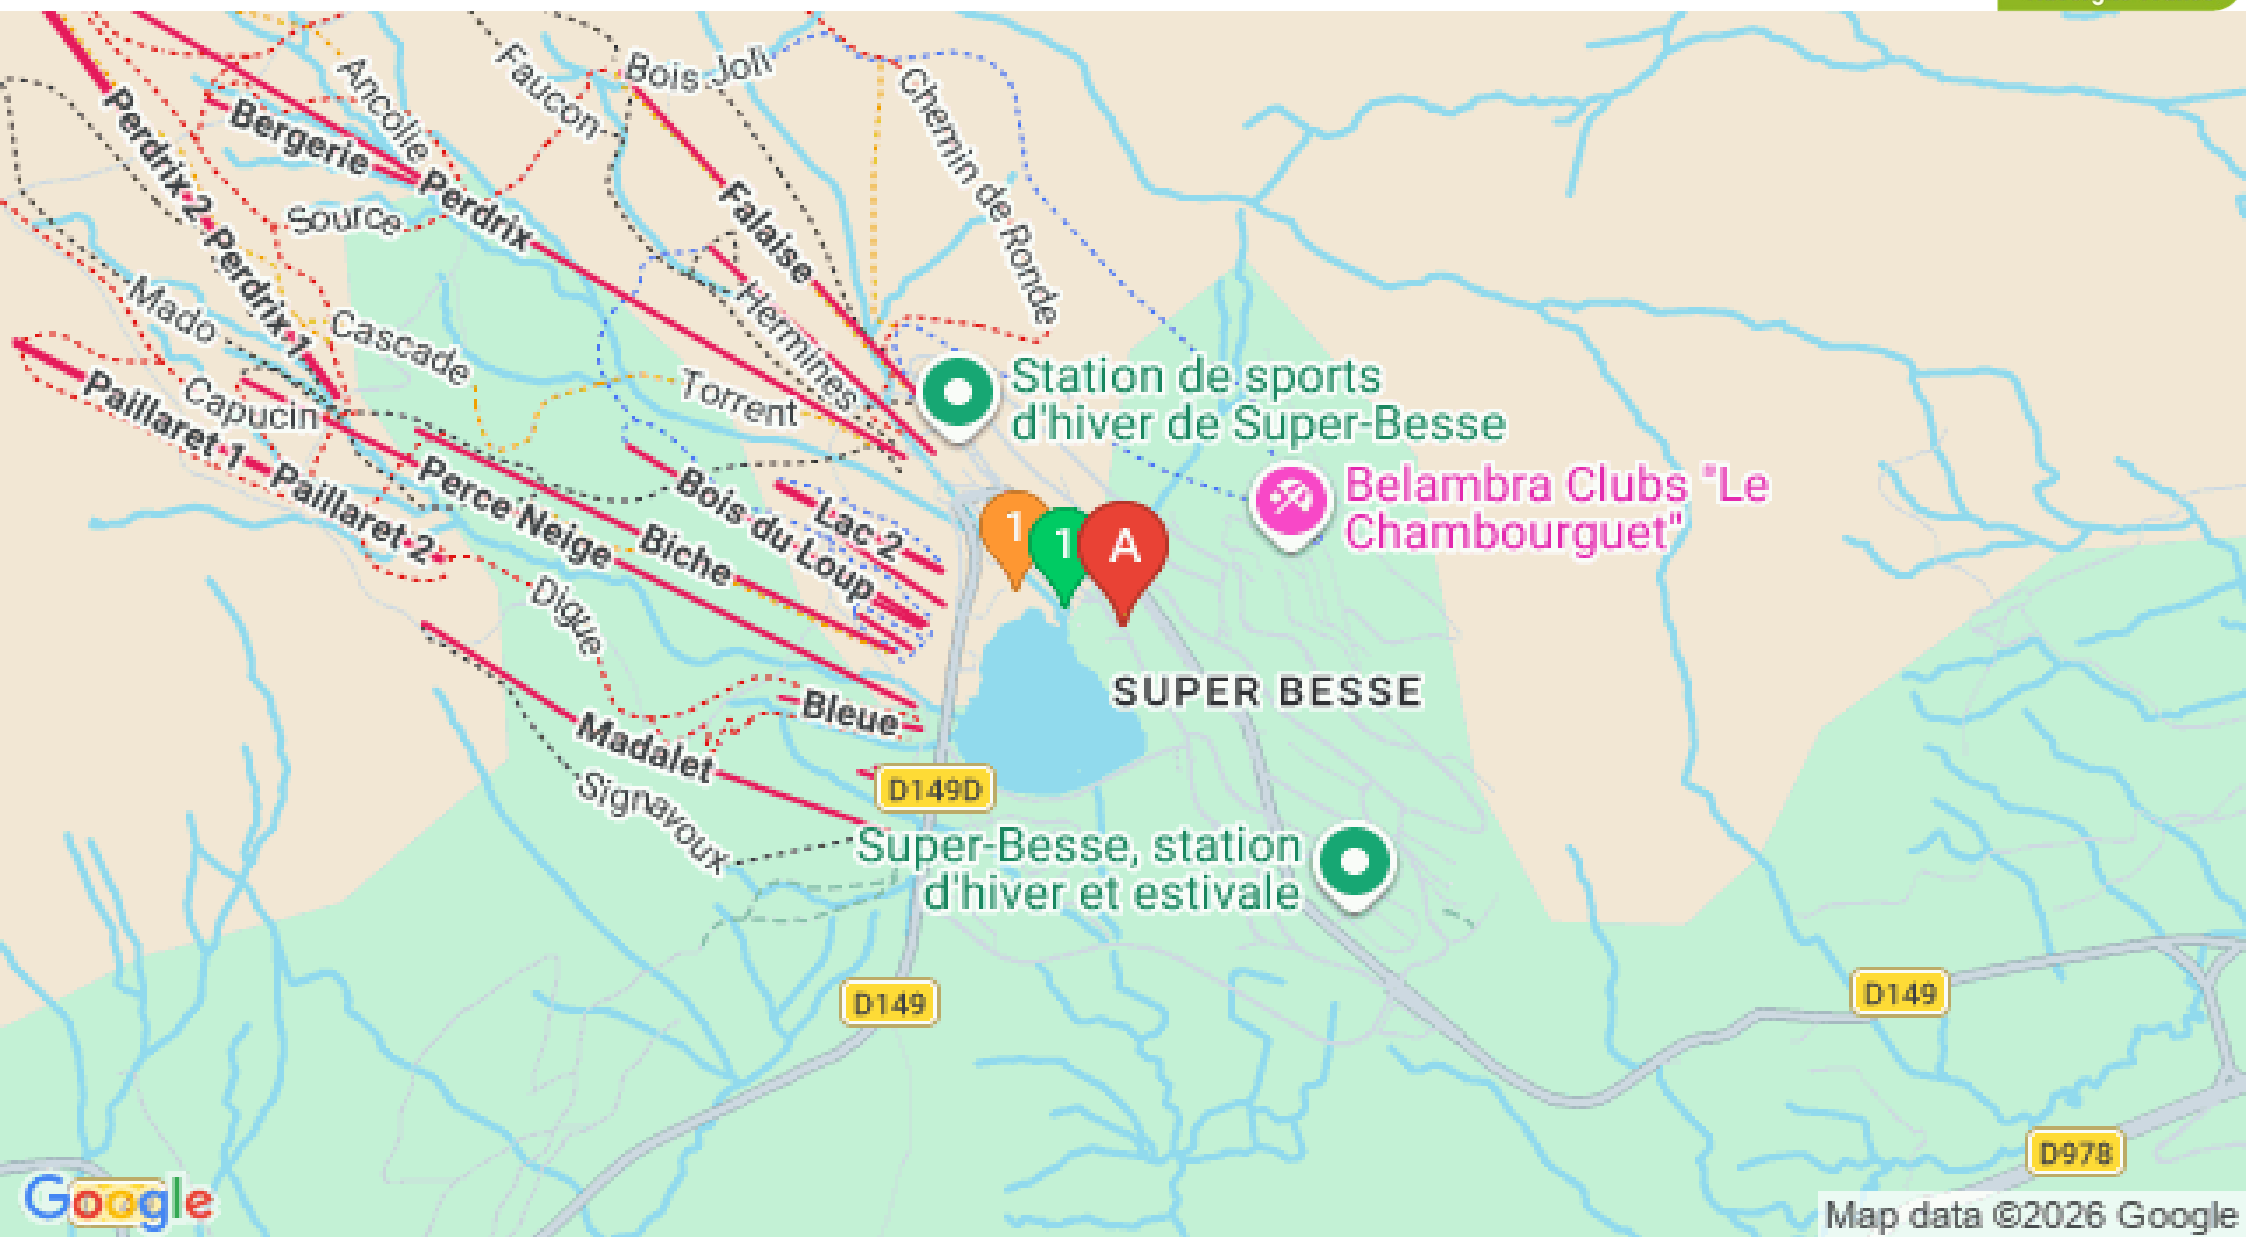 Bois Joli
Faucon
Ancolie
Chemin de Ronde
Perdrix 2
Bergerie
Perdrix
Source
Falaise
Perdrix 1
Mado
Hermines
Cascade
Paillaret 1
Capucin
Torrent
Station de sports
d'hiver de Super-Besse
Paillaret 2
Perce Neige
Biche
Bois du Loup
Lac 2
1
1
A
Belambra Clubs "Le
Chambourguet"
Digue
SUPER BESSE
Bleue
Madalet
Signavoux
D149D
Super-Besse, station
d'hiver et estivale
D149
D149
D978
Google
Map data ©2026 Google